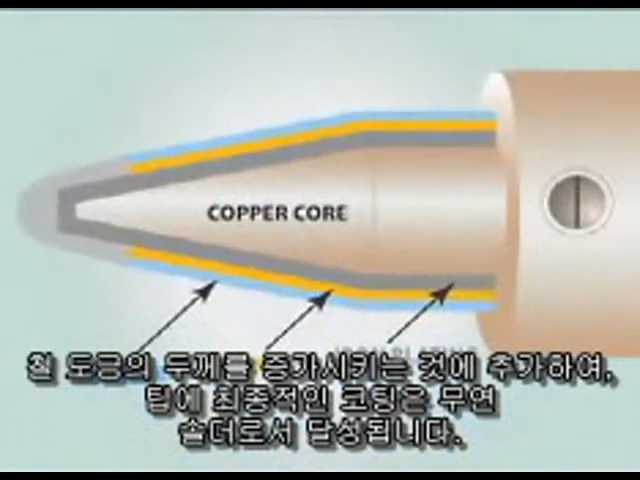 COPPER CORE
철 도금의 두께를 증가시키는 것에 추가하여,
팁에 최종적인 코팅은 무연
솔더로서 달성됩니다.